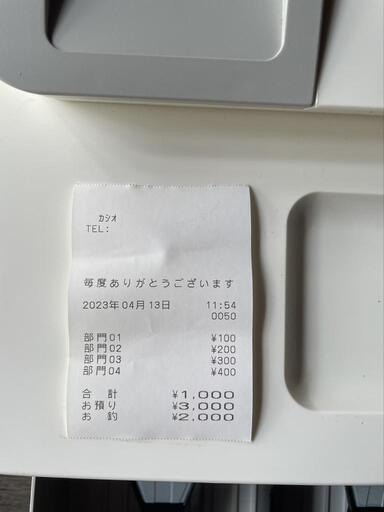 カシオ
TEL:
毎度ありがとうございます
2023年04月13日 11:54
0050
部門01 ¥100
部門02 ¥200
部門03 ¥300
部門04 ¥400
合 計 ¥1,000
お預り ¥3,000
お 釣 ¥2,000